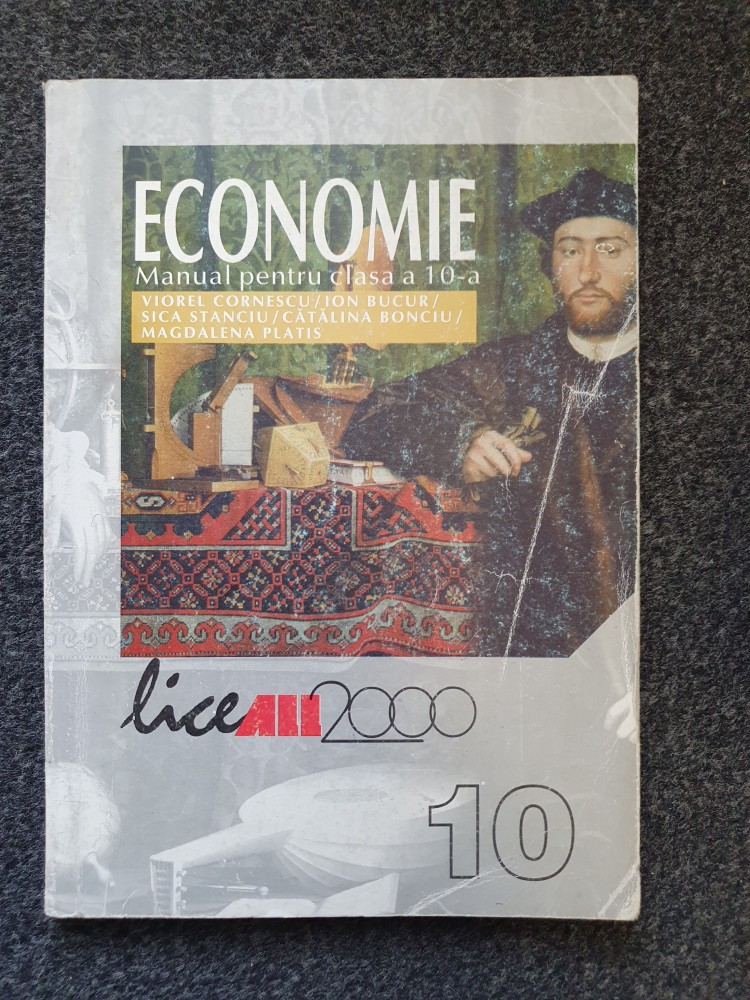 ECONOMIE
Manual pentru clasa a 10-a
VIOREL CORNESCU/ION BUCUR/
SICA STANCIU/CĂTĂLINA BONCIU/
MAGDALENA PLATIS
liceALL2000
10